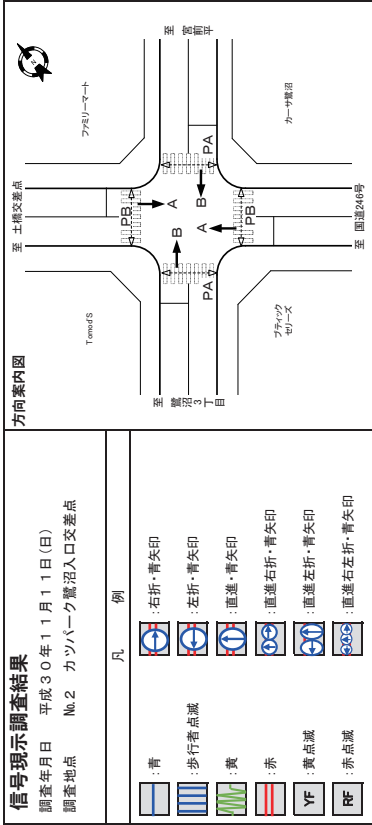 信号現示調査結果
調査年月日 平成30年11月11日(日)
調査地点 №2 カツパーク鷺沼入口交差点
凡 例
:青 :右折・青矢印
:歩行者点滅 :左折・青矢印
:黄 :直進・青矢印
:赤 :直進右折・青矢印
YF :黄点滅 :直進左折・青矢印
RF :赤点滅 :直進右左折・青矢印
方向案内図
N
至 土橋交差点
Tomod'S
ファミリーマート
PB
A
B
PA
至 鷺沼3丁目
至 宮前平
PA
B
A
PB
ブティックセリーズ
カーサ鷺沼
至 国道246号